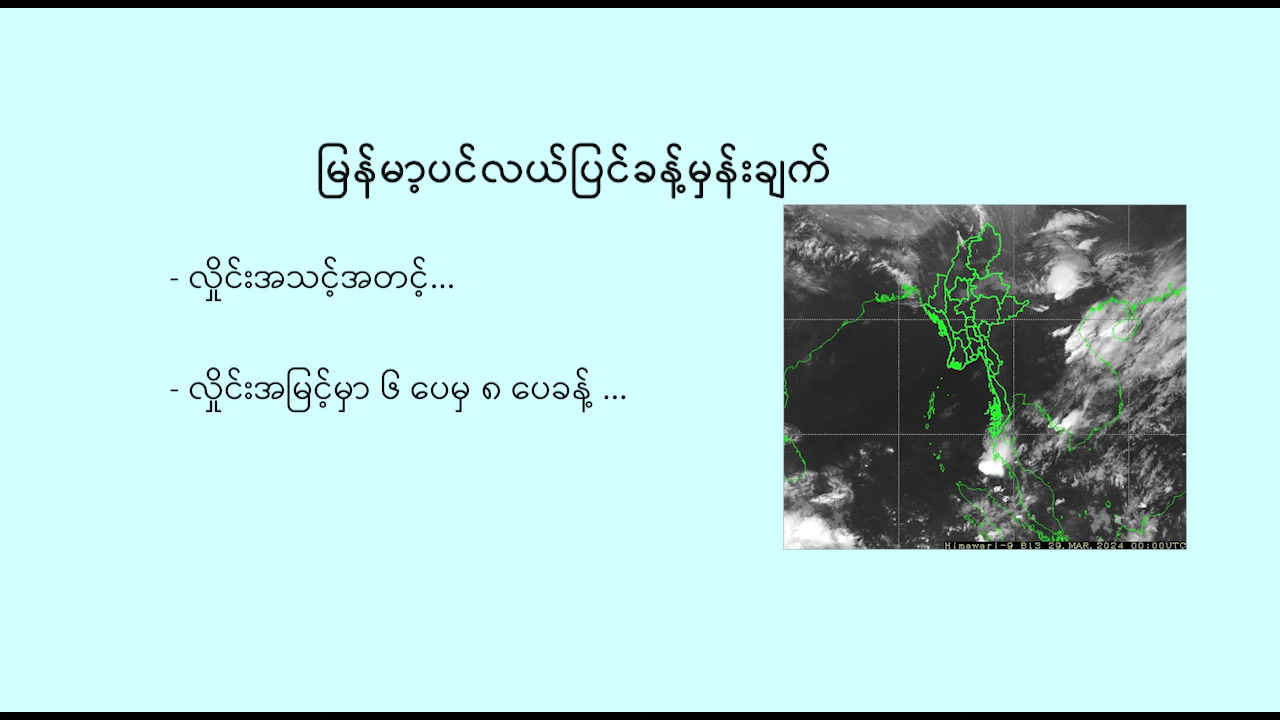 မြန်မာ့ပင်လယ်ပြင်ခန့်မှန်းချက်
- လှိုင်းအသင့်အတင့်...
- လှိုင်းအမြင့်မှာ ၆ ပေမှ ၈ ပေခန့် ...
Himawari-9 B13 29.MAR.2024 00:00UTC